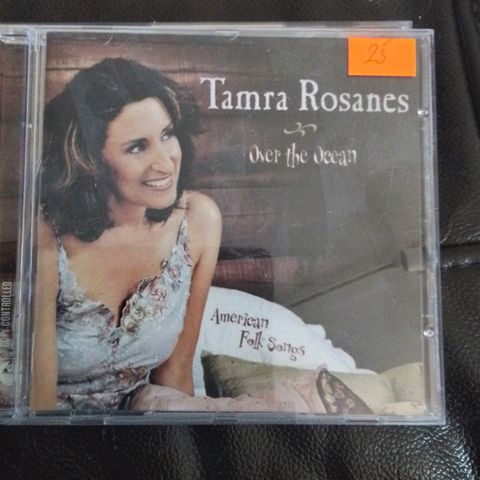 25
Tamra Rosanes
Over the Ocean
American
Folk Songs
CONTROLLED